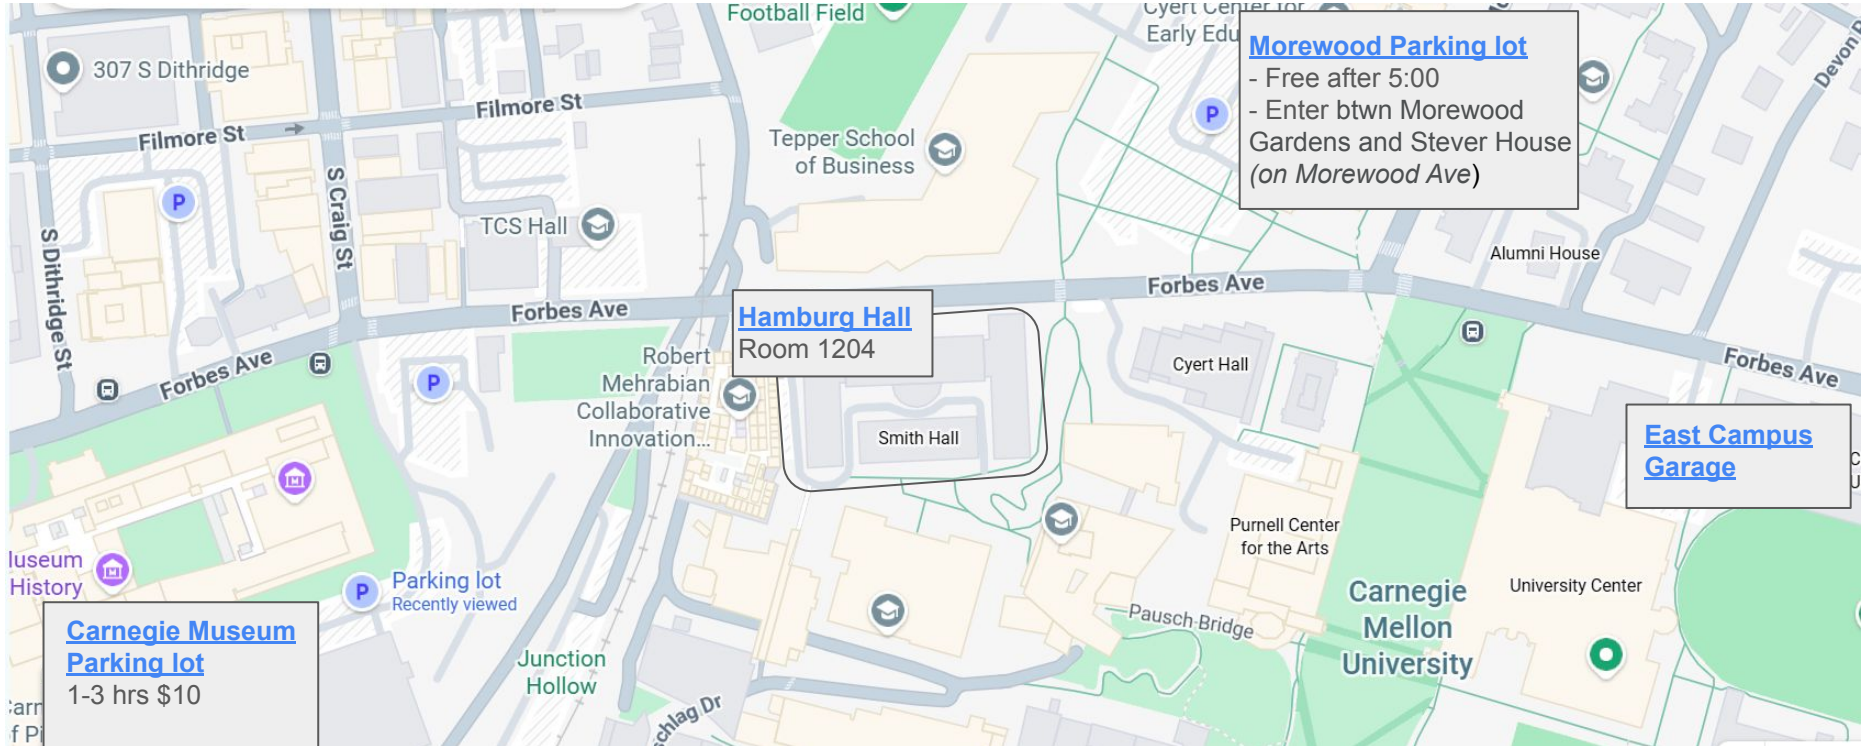 Football Field
Cyert Center for
Early Edu
Morewood Parking lot
- Free after 5:00
- Enter btwn Morewood
Gardens and Stever House
(on Morewood Ave)
Devon
307 S Dithridge
Filmore St
Filmore St
S Craig St
S Dithridge St
P
P
Tepper School
of Business
TCS Hall
Alumni House
Forbes Ave
Forbes Ave
Forbes Ave
Forbes Ave
Hamburg Hall
Room 1204
Robert
Mehrabian
Collaborative
Innovation...
P
Smith Hall
Cyert Hall
East Campus
Garage
Purnell Center
for the Arts
University Center
Carnegie
Mellon
University
Pausch Bridge
useum
History
P
Parking lot
Recently viewed
Carnegie Museum
Parking lot
1-3 hrs $10
Junction
Hollow
schlag Dr